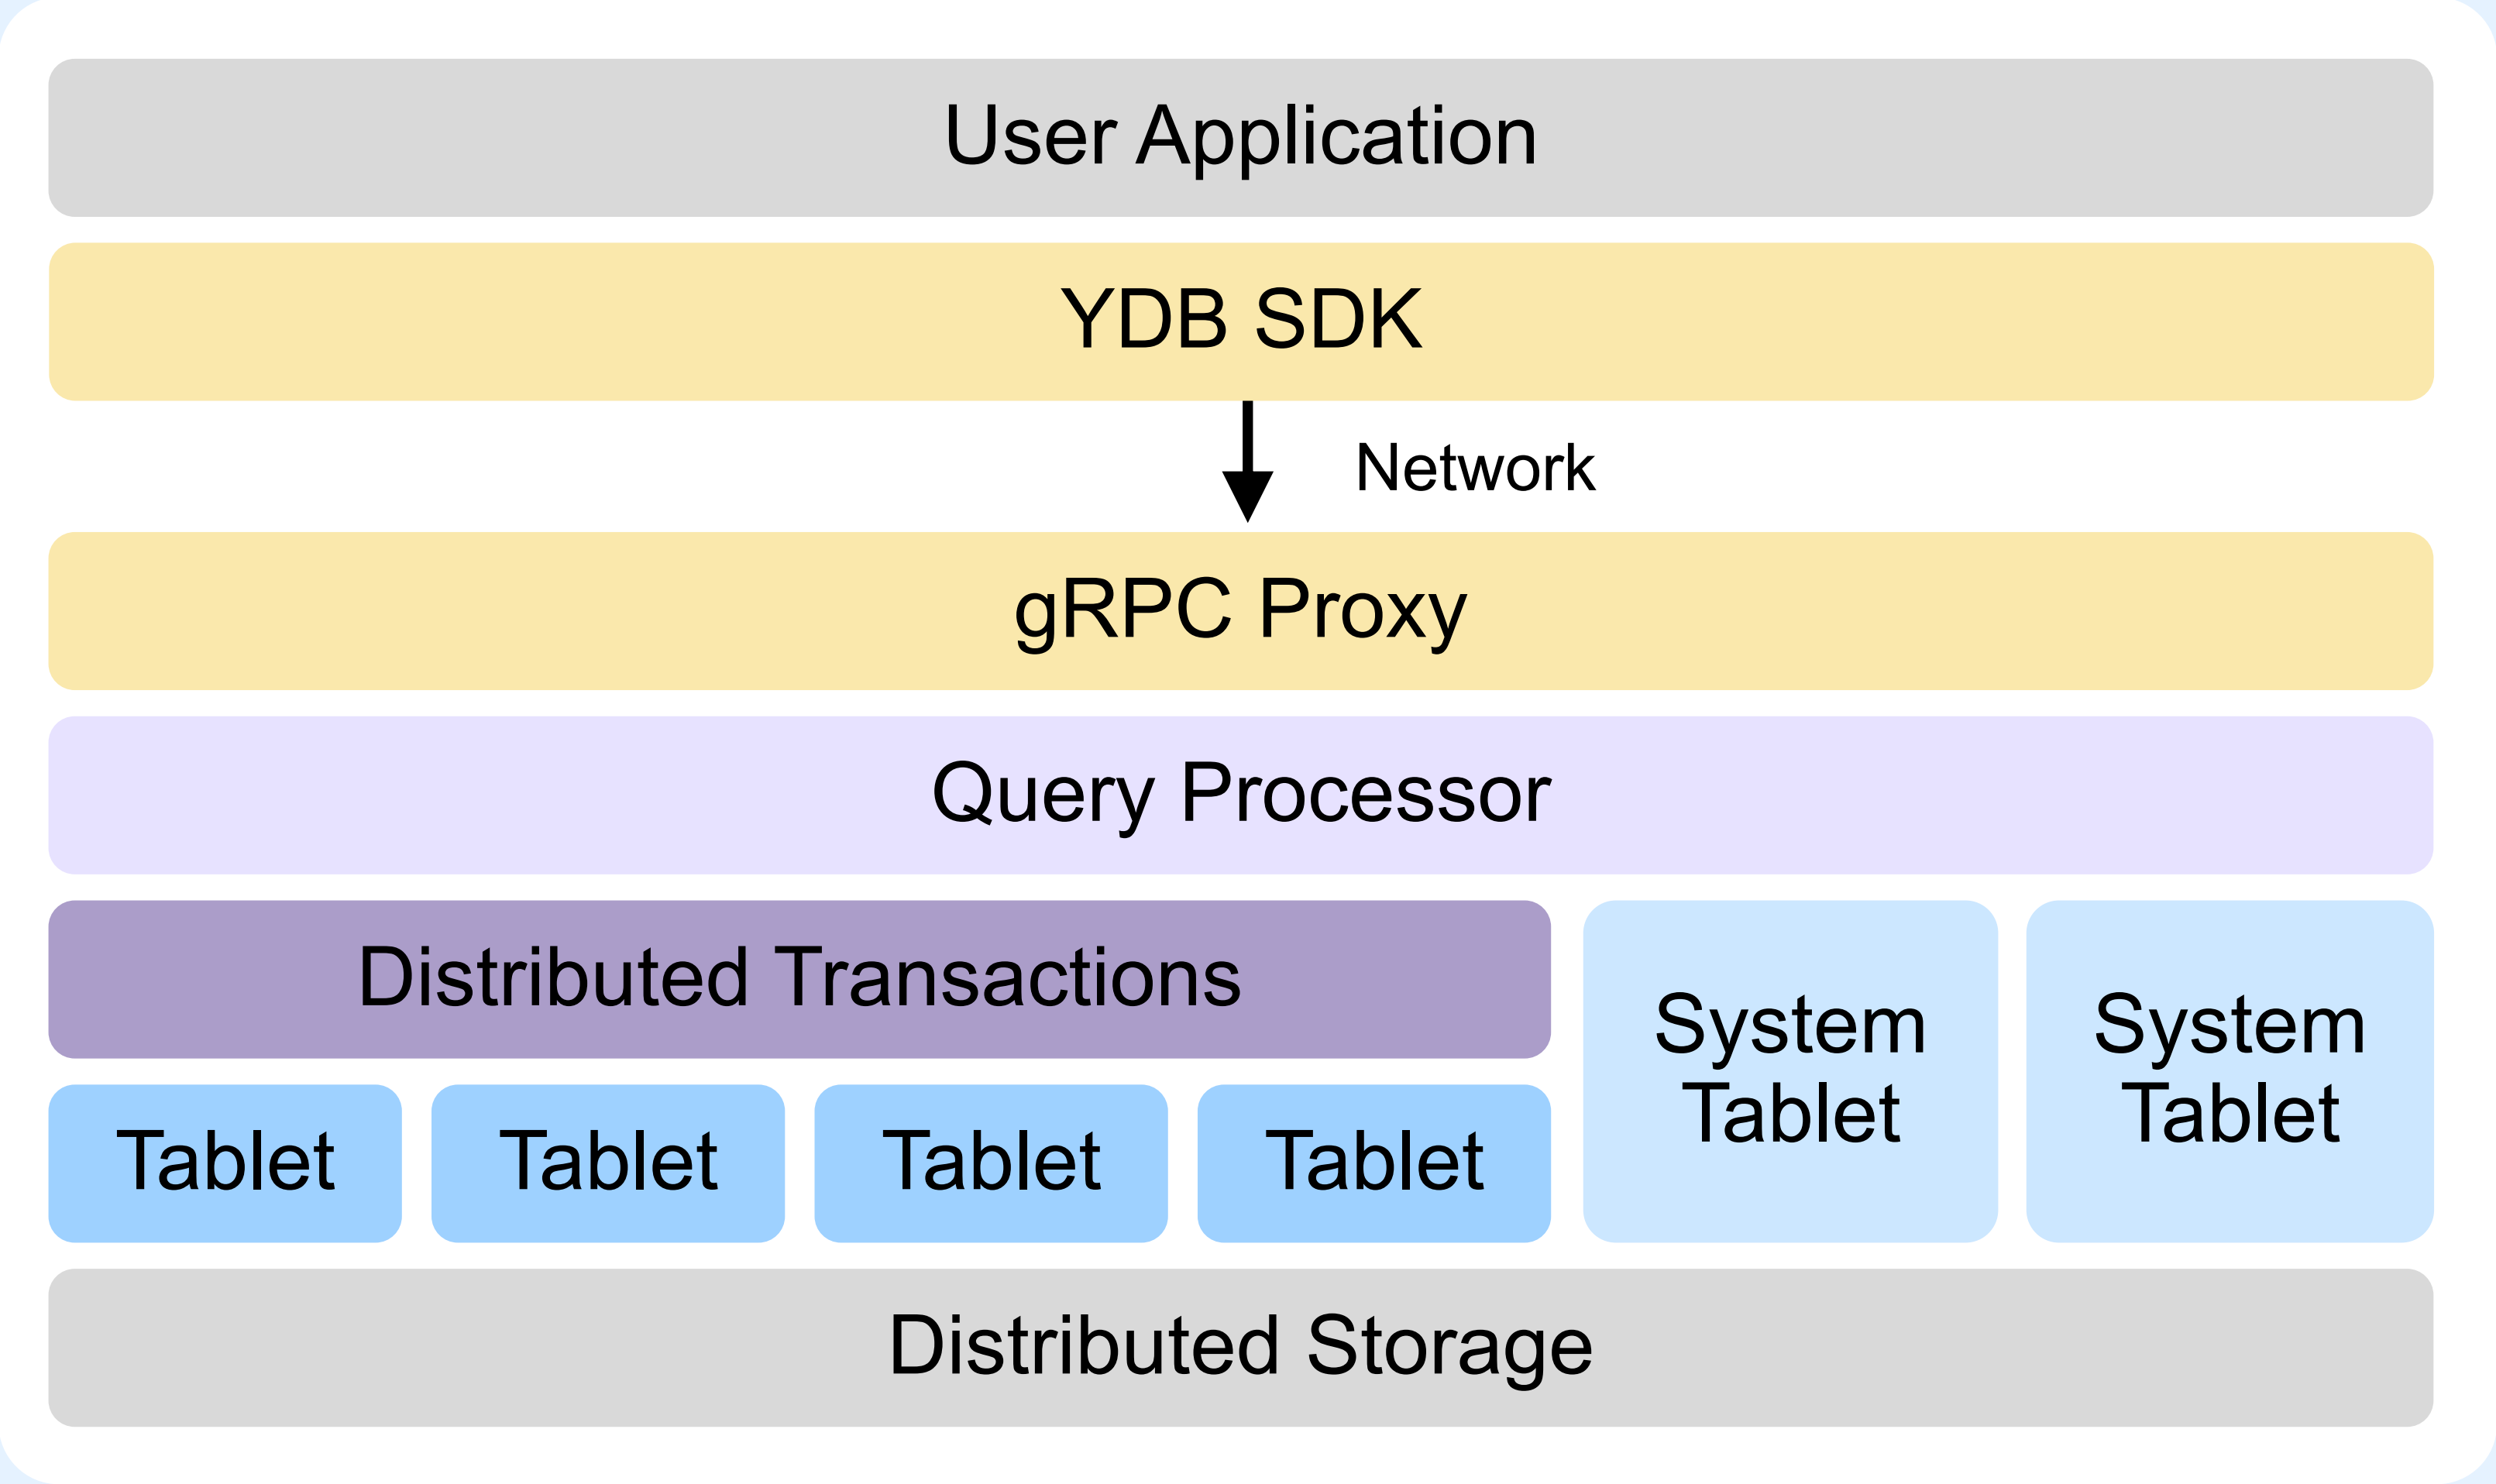 User Application
YDB SDK
Network
gRPC Proxy
Query Processor
Distributed Transactions
System
Tablet
System
Tablet
Tablet
Tablet
Tablet
Tablet
Distributed Storage